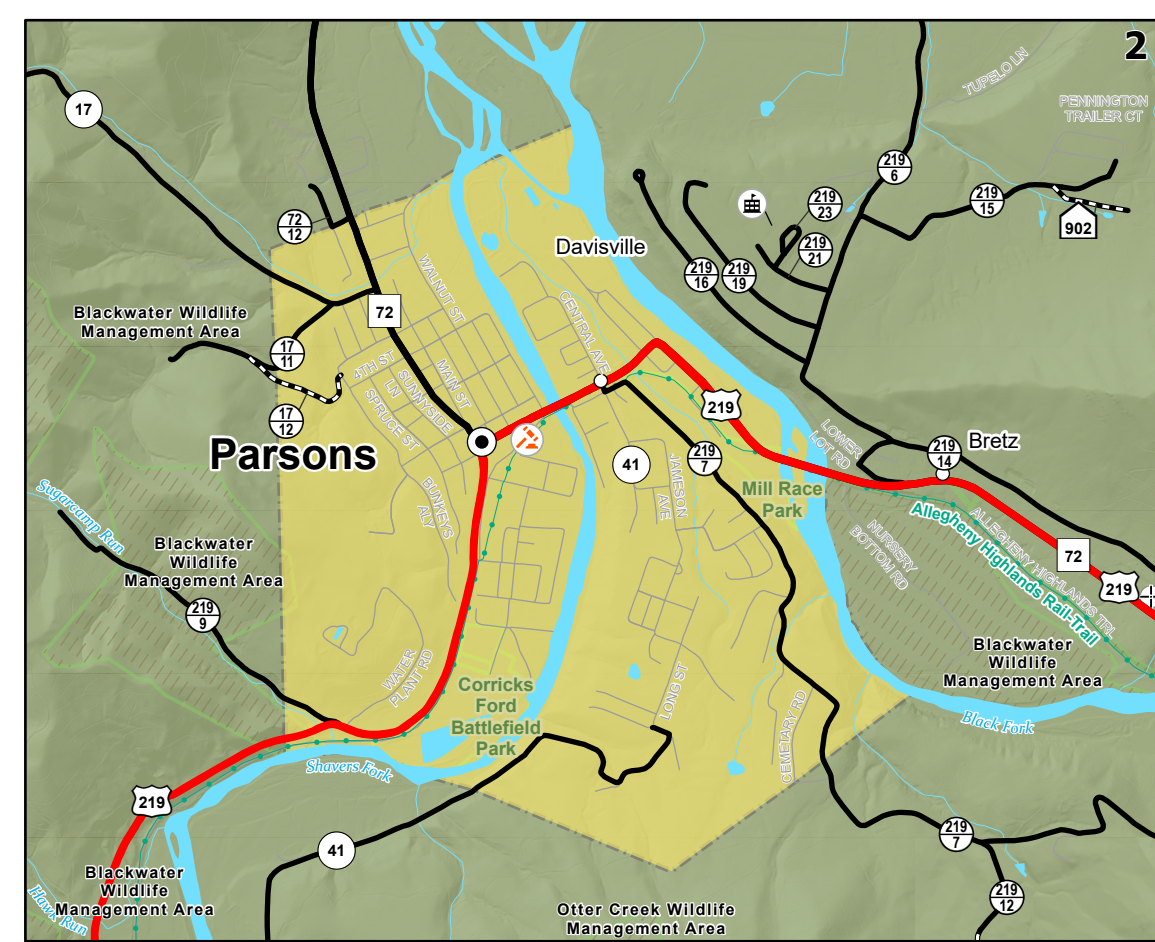 2
TUPELO LN
PENNINGTON
TRAILER CT
17
219
6
219
15
902
219
23
219
21
72
12
Davisville
219
16
219
19
WALNUT ST
CENTRAL AVE
72
Blackwater Wildlife
Management Area
17
11
4TH ST
MAIN ST
SUNNYSIDE
LN
SPRUCE ST
17
12
219
Parsons
LOWER
LOT RD
219
14
Bretz
41
219
7
JAMESON
AVE
Mill Race
Park
BUNKEYS
ALY
Sugarcamp Run
NURSERY
BOTTOM RD
ALLEGHENY HIGHLANDS TRL
Allegheny Highlands Rail-Trail
72
219
Blackwater
Wildlife
Management Area
219
9
WATER
PLANT RD
Corricks
Ford
Battlefield
Park
LONG ST
CEMETARY RD
Blackwater
Wildlife
Management Area
Black Fork
Shavers Fork
219
41
219
7
Blackwater
Wildlife
Management Area
Hawk Run
219
12
Otter Creek Wildlife
Management Area